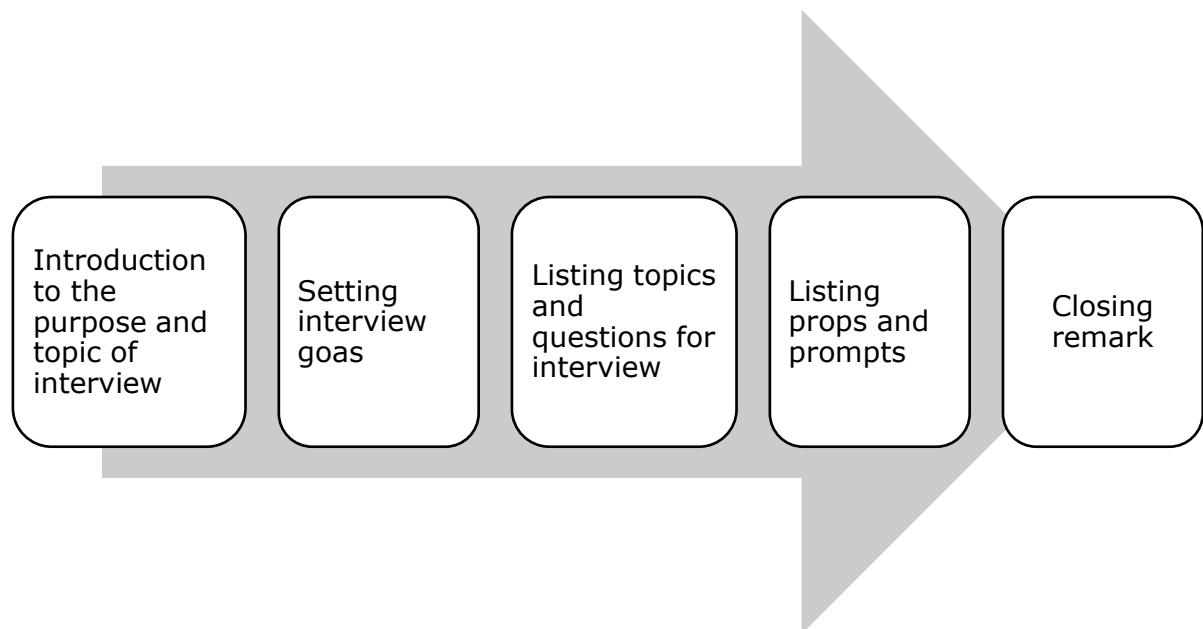 Introduction
to the
purpose and
topic of
interview
Setting
interview
goas
Listing topics
and
questions for
interview
Listing
props and
prompts
Closing
remark